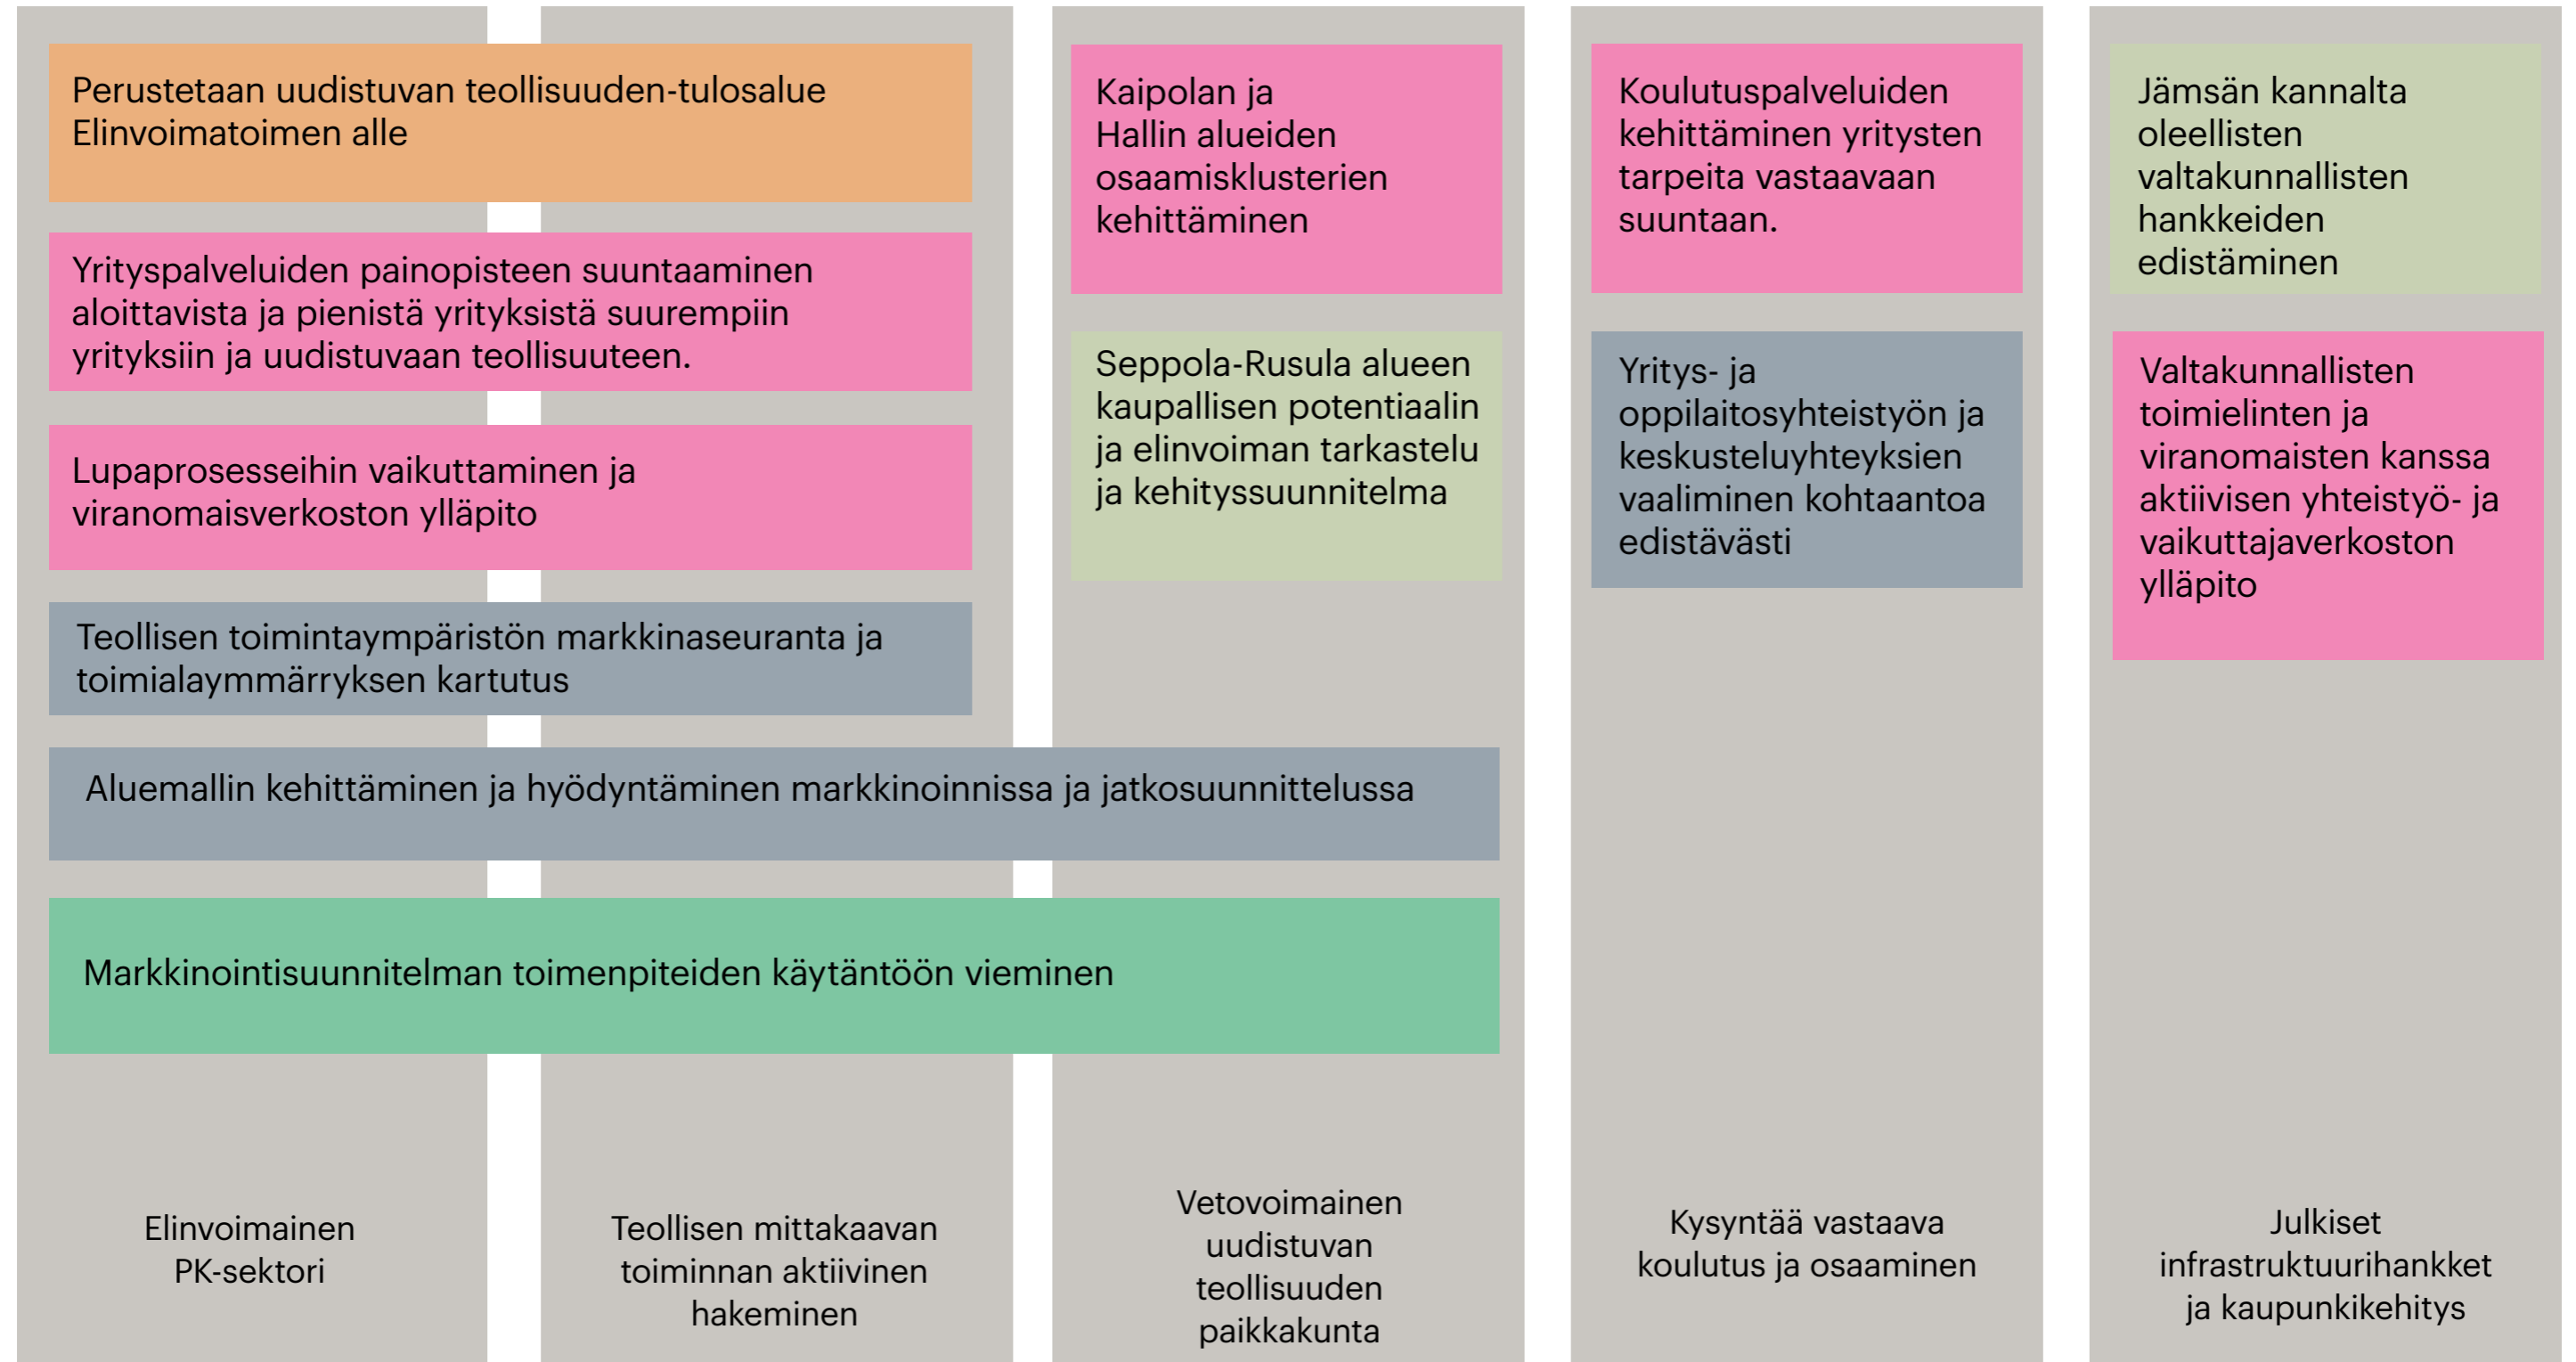 Perustetaan uudistuvan teollisuuden-tulosalue
Elinvoimatoimen alle
Yrityspalveluiden painopisteen suuntaaminen
aloittavista ja pienistä yrityksistä suurempiin
yrityksiin ja uudistuvaan teollisuuteen.
Lupaprosesseihin vaikuttaminen ja
viranomaisverkoston ylläpito
Teollisen toimintaympäristön markkinaseuranta ja
toimialaymmärryksen kartutus
Aluemallin kehittäminen ja hyödyntäminen markkinoinnissa ja jatkosuunnittelussa
Markkinointisuunnitelman toimenpiteiden käytäntöön vieminen
Kaipolan ja
Hallin alueiden
osaamisklusterien
kehittäminen
Seppola-Rusula alueen
kaupallisen potentiaalin
ja elinvoiman tarkastelu
ja kehityssuunnitelma
Koulutuspalveluiden
kehittäminen yritysten
tarpeita vastaavaan
suuntaan.
Yritys- ja
oppilaitosyhteistyön ja
keskusteluyhteyksien
vaaliminen kohtaantoa
edistävästi
Jämsän kannalta
oleellisten
valtakunnallisten
hankkeiden
edistäminen
Valtakunnallisten
toimielinten ja
viranomaisten kanssa
aktiivisen yhteistyö- ja
vaikuttajaverkoston
ylläpito
Elinvoimainen
PK-sektori
Teollisen mittakaavan
toiminnan aktiivinen
hakeminen
Vetovoimainen
uudistuvan
teollisuuden
paikkakunta
Kysyntää vastaava
koulutus ja osaaminen
Julkiset
infrastruktuurihankket
ja kaupunkikehitys